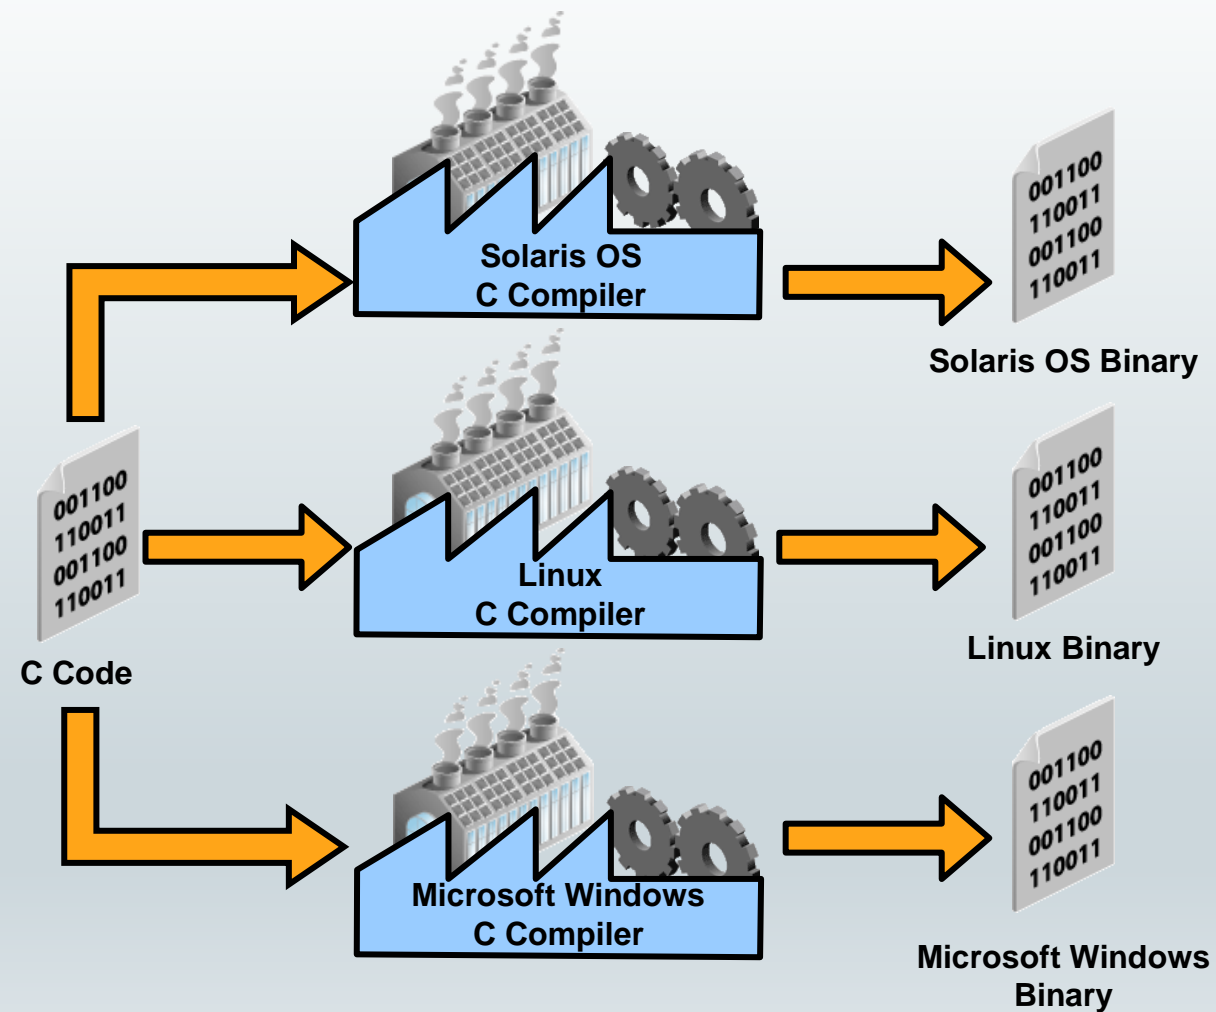 Solaris OS
C Compiler
001100
110011
001100
110011
Solaris OS Binary
001100
110011
001100
110011
C Code
Linux
C Compiler
001100
110011
001100
110011
Linux Binary
Microsoft Windows
C Compiler
001100
110011
001100
110011
Microsoft Windows
Binary